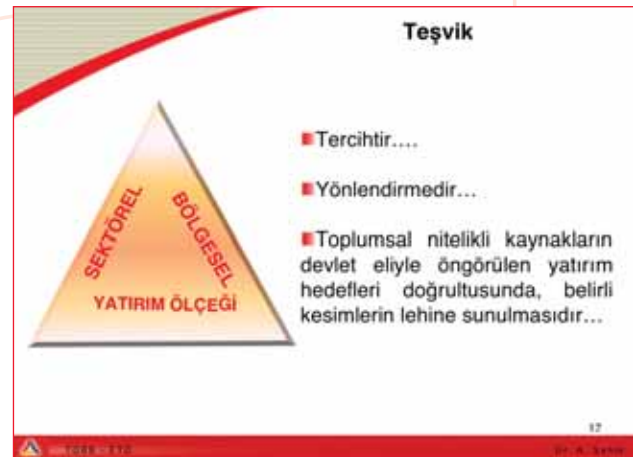 Teşvik
Tercihtir....
Yönlendirmedir...
Toplumsal nitelikli kaynakların
devlet eliyle öngörülen yatırım
hedefleri doğrultusunda, belirli
kesimlerin lehine sunulmasıdır...
SEKTÖREL
BÖLGESEL
YATIRIM ÖLÇEĞİ
17